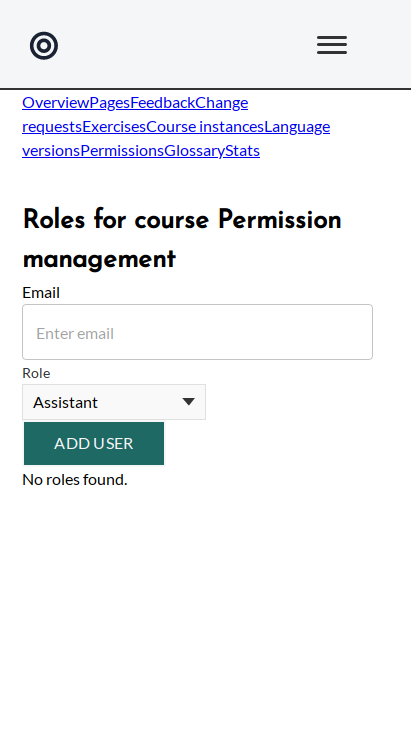 OverviewPagesFeedbackChange
requestsExercisesCourse instancesLanguage
versionsPermissionsGlossaryStats
Roles for course Permission
management
Email
Enter email
Role
Assistant
ADD USER
No roles found.